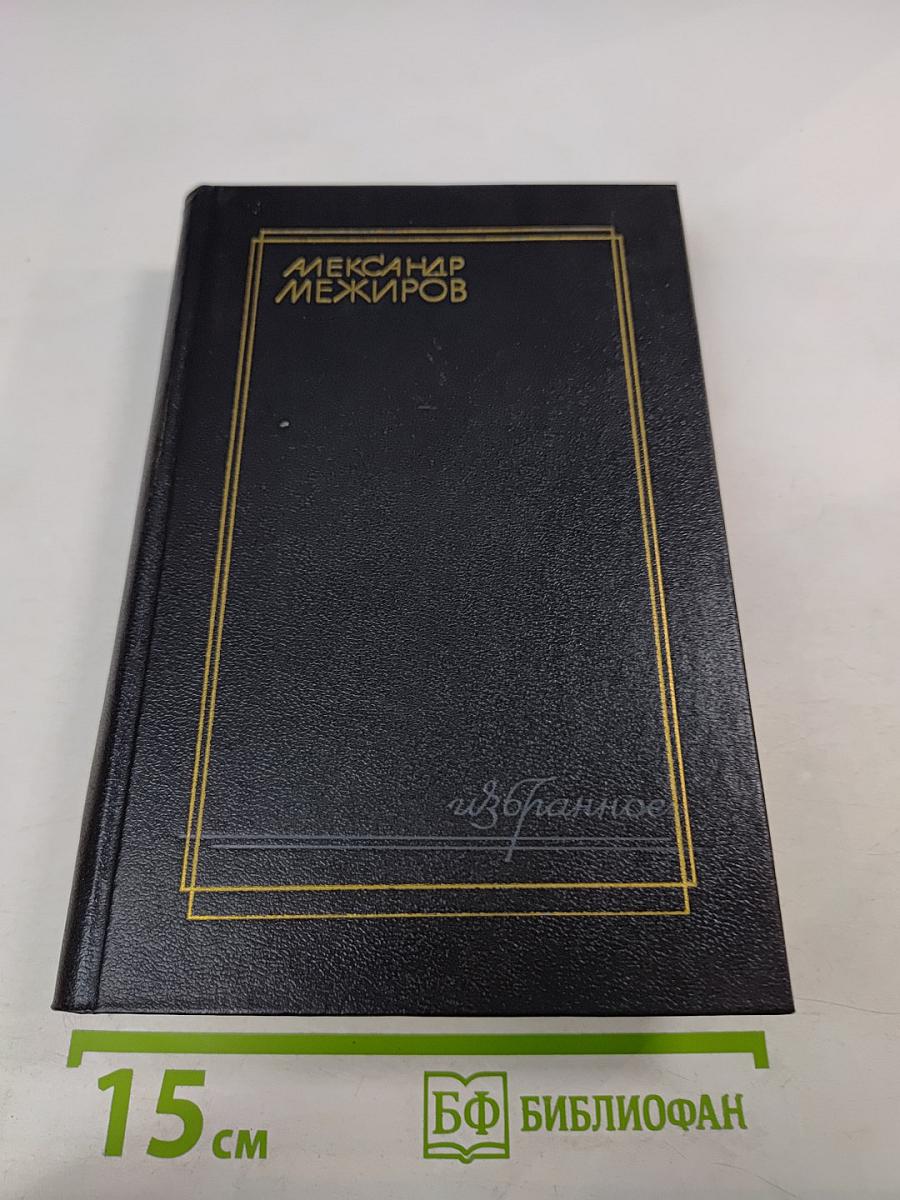 АЛЕКСАНДР
МЕЖИРОВ
избранное
15 см
БФ БИБЛИОФАН